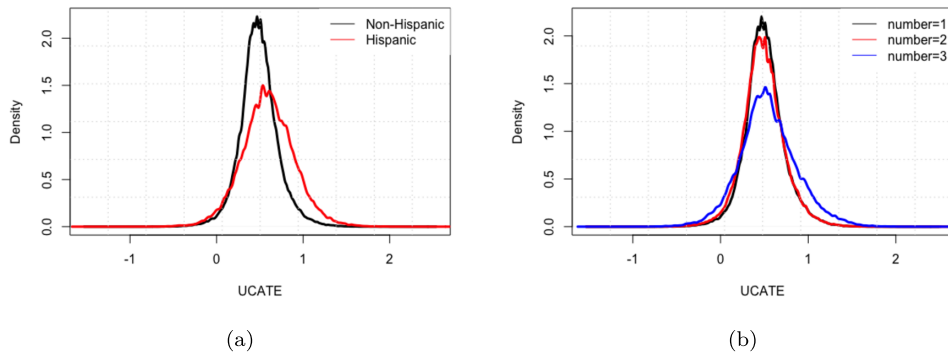 Non-Hispanic
Hispanic
Density
0.0 0.5 1.0 1.5 2.0
-1 0 1 2
UCATE
(a)
number=1
number=2
number=3
Density
0.0 0.5 1.0 1.5 2.0
-1 0 1 2
UCATE
(b)